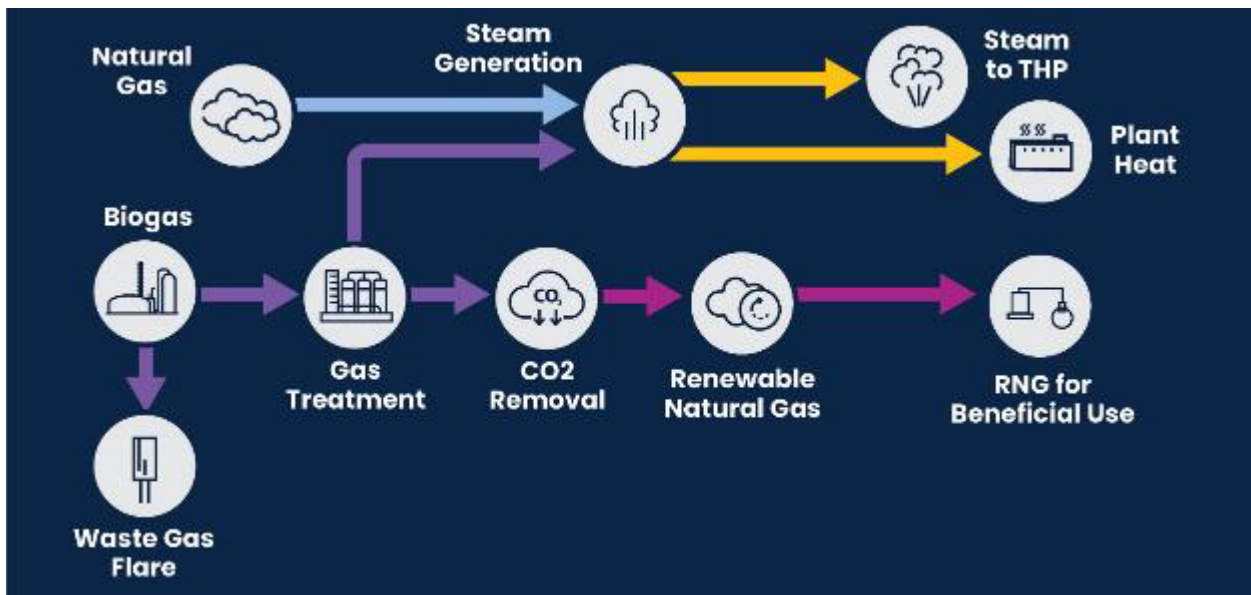 Natural
Gas
Steam
Generation
Steam
to THP
Plant
Heat
Biogas
Gas
Treatment
CO2
CO2
Removal
Renewable
Natural Gas
RNG for
Beneficial Use
Waste Gas
Flare